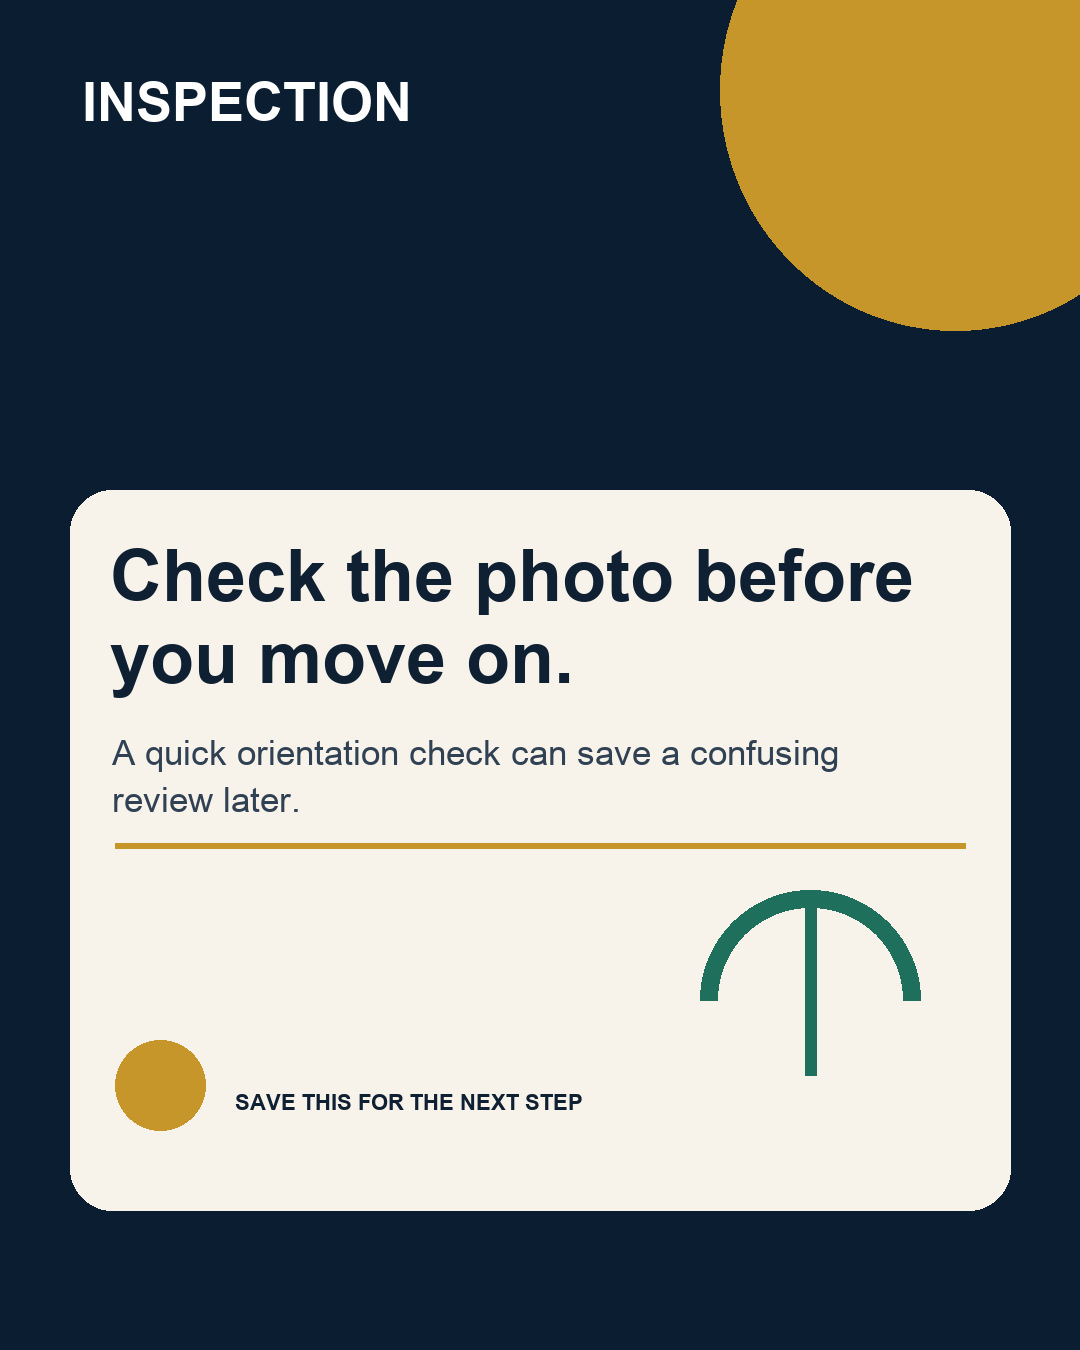 INSPECTION
Check the photo before
you move on.
A quick orientation check can save a confusing
review later.
SAVE THIS FOR THE NEXT STEP